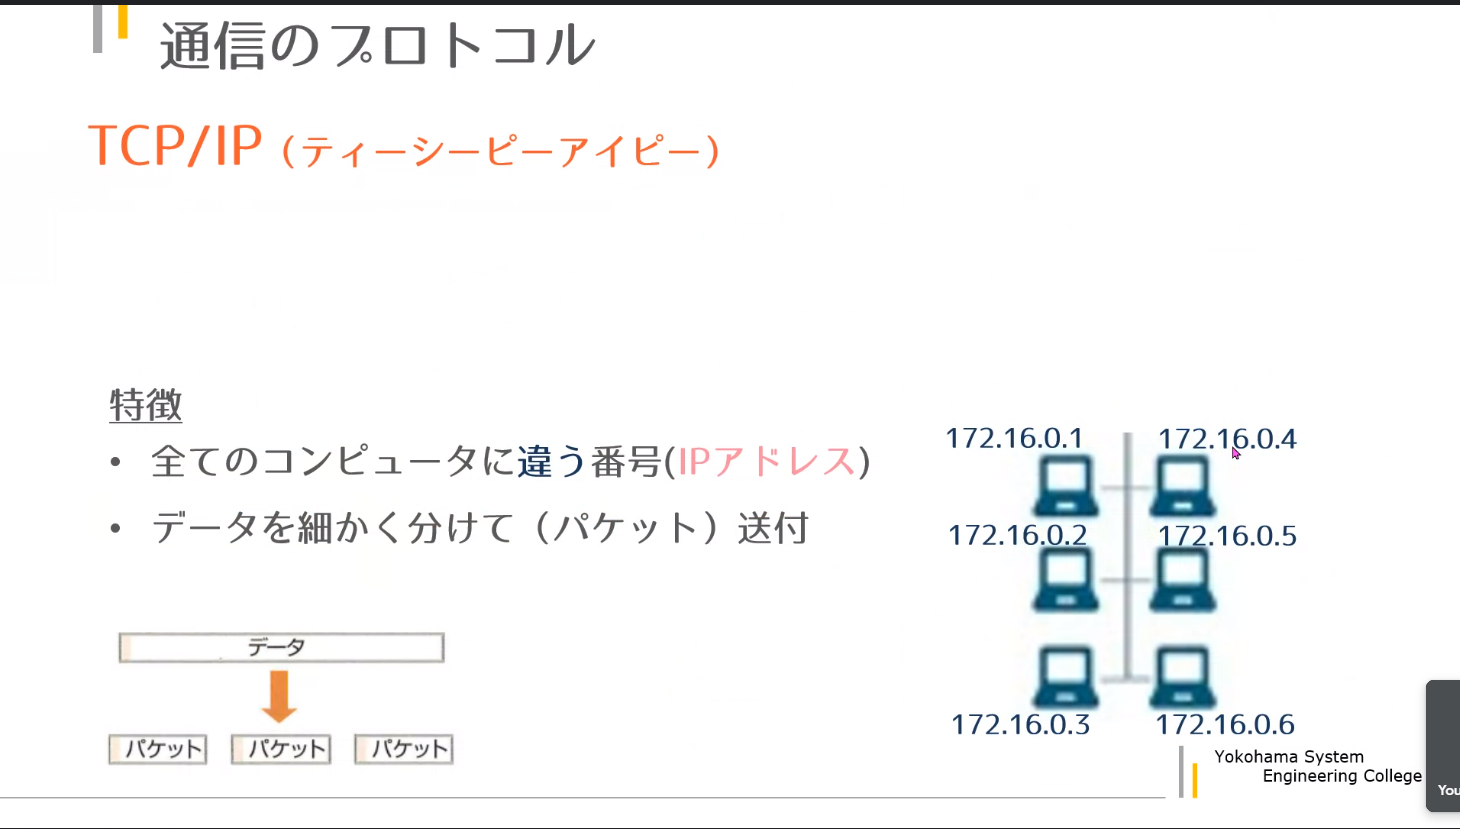 通信のプロトコル
TCP/IP（ティーシーピーアイピー）
特徴
• 全てのコンピュータに違う番号(IPアドレス)
• データを細かく分けて（パケット）送付
データ
パケット パケット パケット
172.16.0.1 172.16.0.4
172.16.0.2 172.16.0.5
172.16.0.3 172.16.0.6
Yokohama System
Engineering College
You